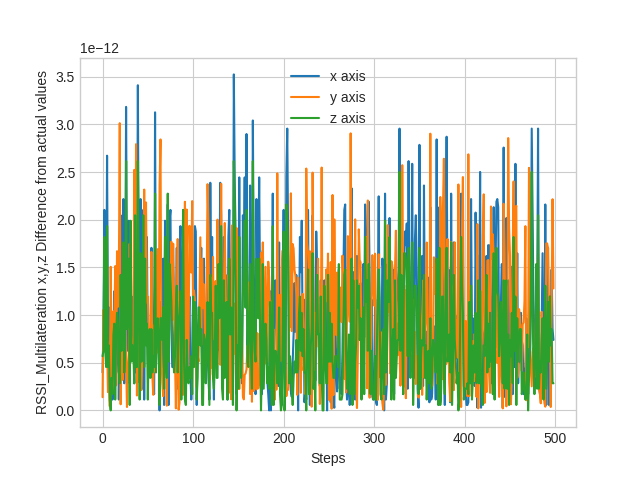 1e−12
3.5
3.0
2.5
2.0
1.5
1.0
0.5
0.0
RSSI_Multilateration x,y,z Difference from actual values
x axis
y axis
z axis
0
100
200
300
400
500
Steps